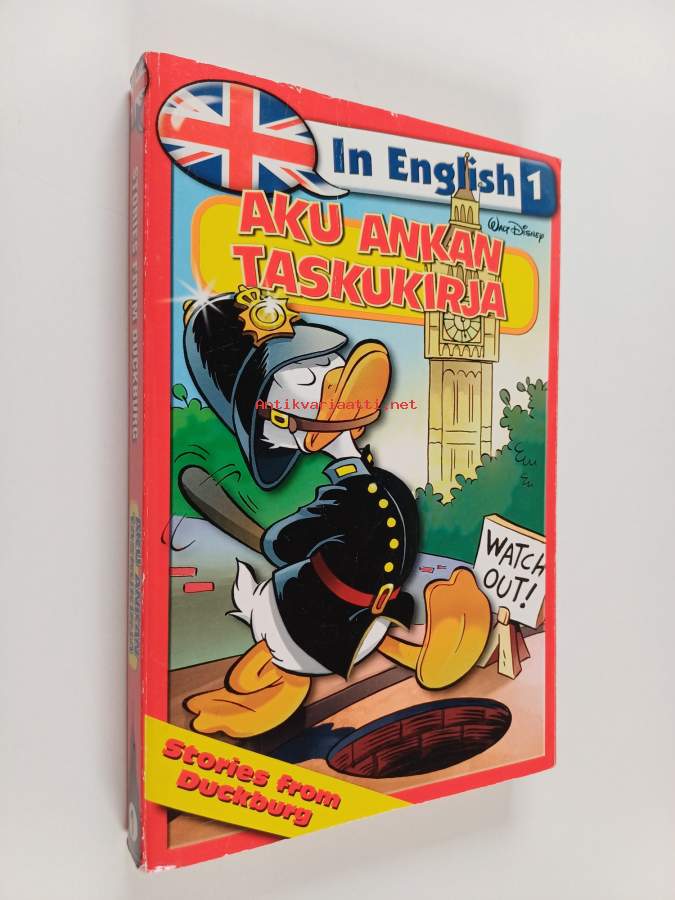 In English 1
Walt Disney
AKU ANKAN
TASKUKIRJA
Antikvariaatti.net
WATCH
OUT!
Stories from
Duckburg
STORIES FROM DUCKBURG
AKU ANKAN
TASKUKIRJA